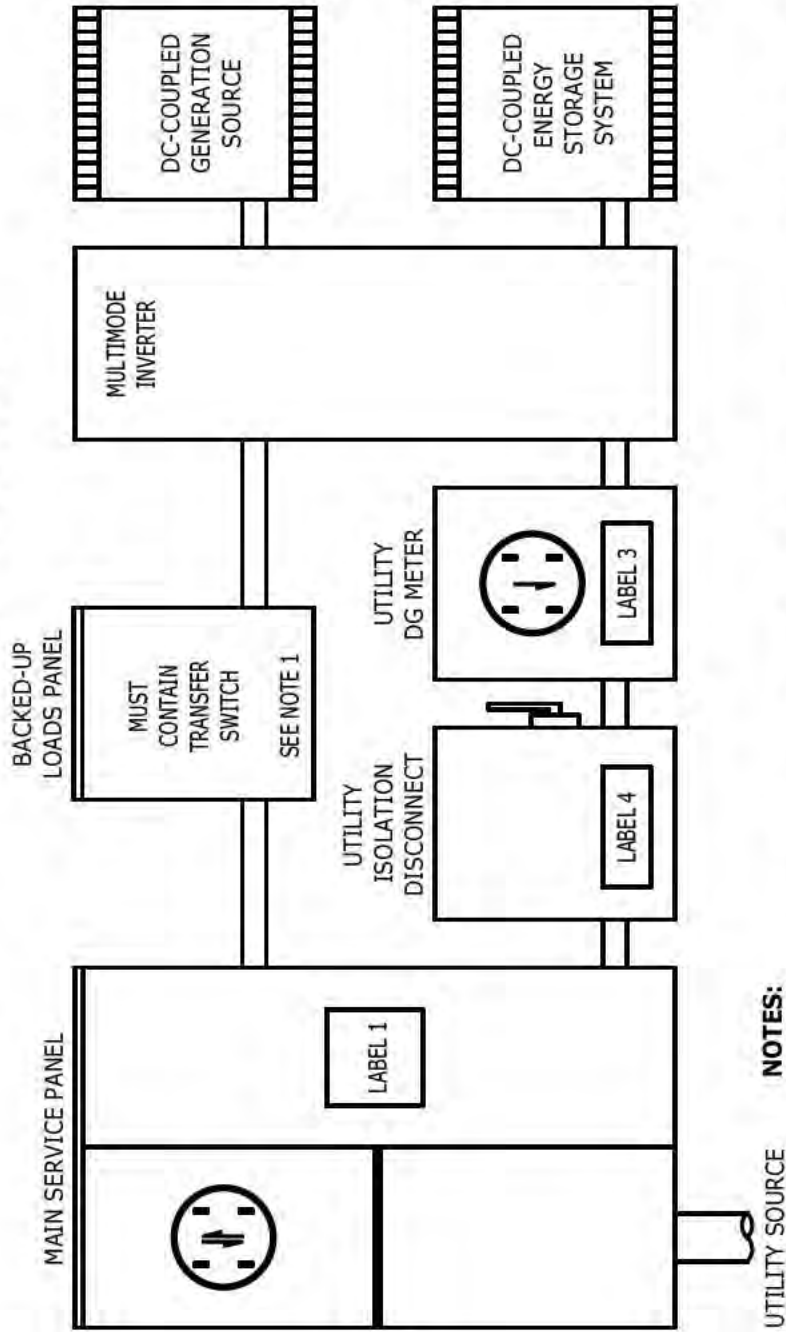 MAIN SERVICE PANEL
LABEL 1
UTILITY SOURCE
NOTES:
BACKED-UP
LOADS PANEL
MUST
CONTAIN
TRANSFER
SWITCH
SEE NOTE 1
UTILITY
ISOLATION
DISCONNECT
LABEL 4
UTILITY
DG METER
LABEL 3
MULTIMODE
INVERTER
DC-COUPLED
GENERATION
SOURCE
DC-COUPLED
ENERGY
STORAGE
SYSTEM